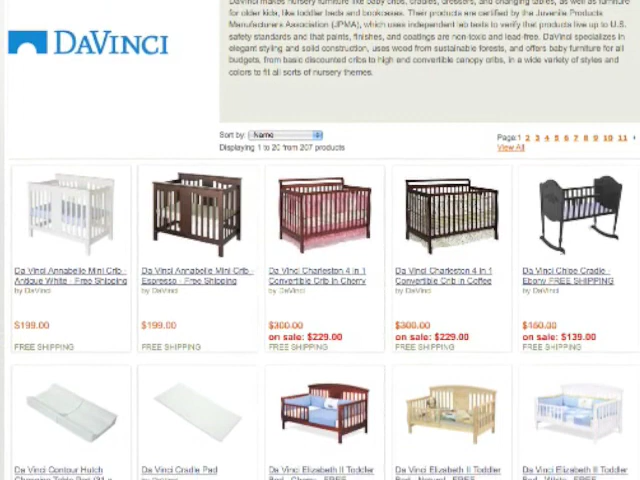 DaVinci makes nursery furniture like baby cribs, cradles, dressers, and changing tables, as well as furniture
for older kids, like toddler beds and bookcases. Their products are certified by the Juvenile Products
Manufacturers Association (JPMA), which uses independent lab tests to verify that products live up to U.S.
safety standards and that paints, finishes, and coatings are non-toxic and lead-free. DaVinci specializes in
elegant styling and solid construction, uses wood from sustainable forests, and offers baby furniture for all
budgets, from basic discounted cribs to high end convertible canopy cribs, in a wide variety of styles and
colors to fit all sorts of nursery themes.
DAVINCI
Sort by: Name
Displaying 1 to 20 from 207 products
Page:1 2 3 4 5 6 7 8 9 10 11
View All
Da Vinci Annabelle Mini Crib - Antique White - Free Shipping
by DaVinci
$199.00
FREE SHIPPING
Da Vinci Annabelle Mini Crib - Espresso - Free Shipping
by DaVinci
$199.00
FREE SHIPPING
Da Vinci Charleston 4 in 1
Convertible Crib in Cherry
by DaVinci
$300.00
on sale: $229.00
FREE SHIPPING
Da Vinci Charleston 4 in 1
Convertible Crib in Coffee
by DaVinci
$300.00
on sale: $229.00
FREE SHIPPING
Da Vinci Chloe Cradle -
Ebony FREE SHIPPING
by DaVinci
$150.00
on sale: $139.00
FREE SHIPPING
Da Vinci Contour Hutch
Da Vinci Cradle Pad
Da Vinci Elizabeth II Toddler
Da Vinci Elizabeth II Toddler
Da Vinci Elizabeth II Toddler